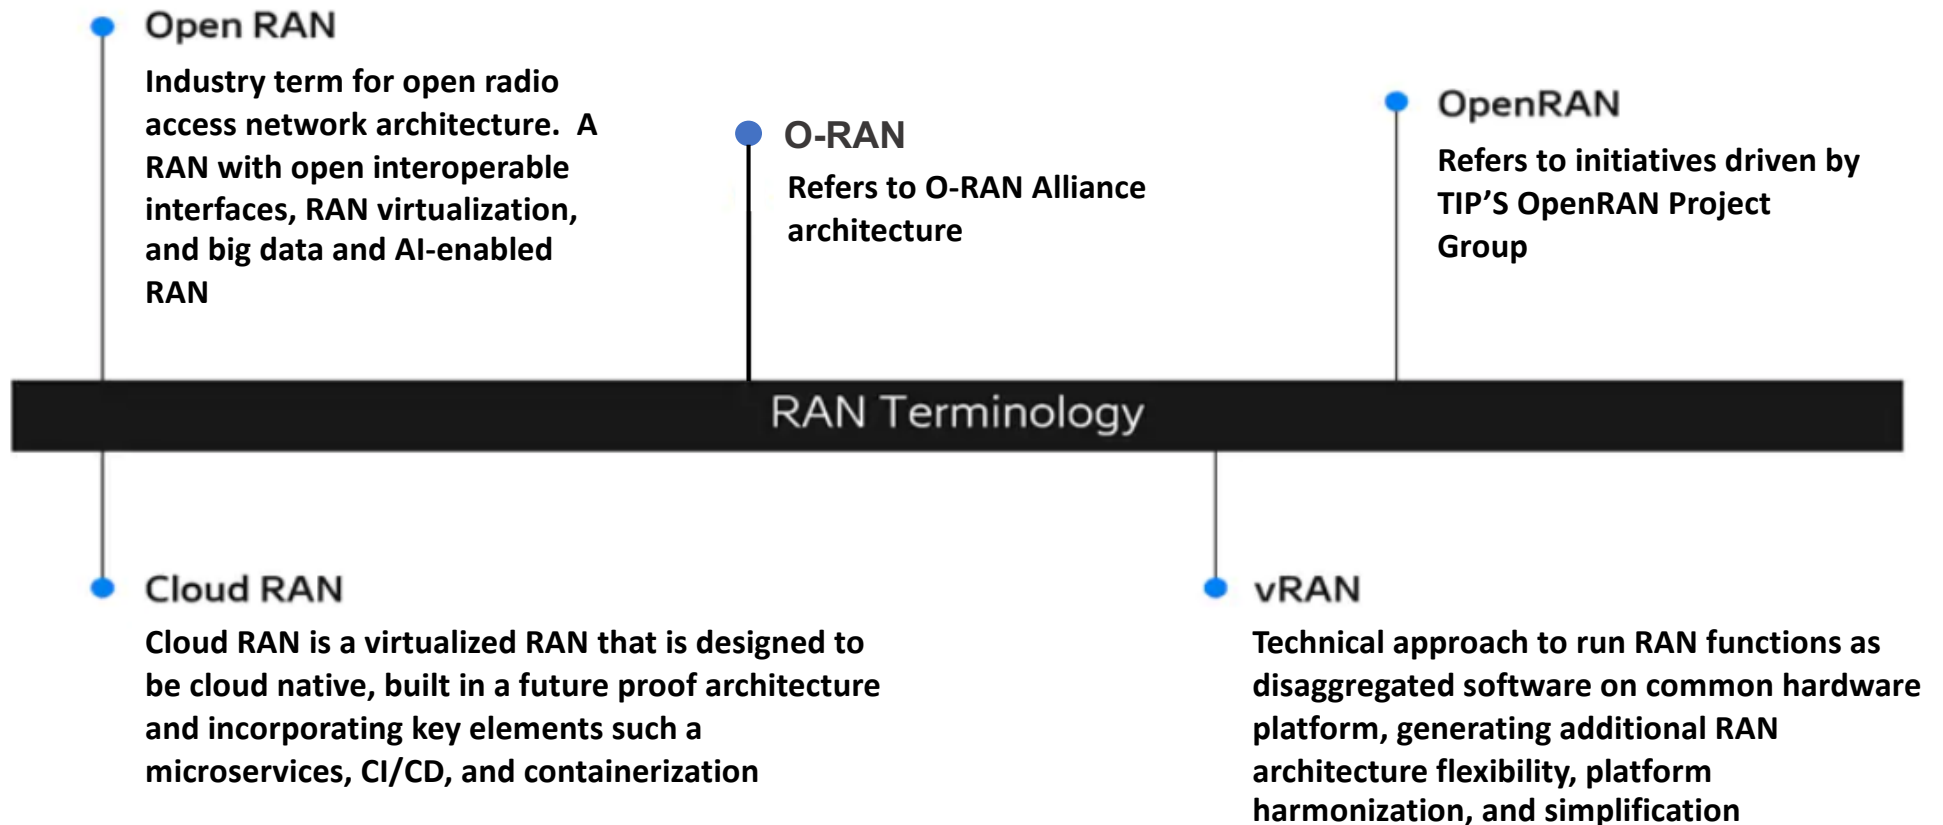 Open RAN
Industry term for open radio
access network architecture.  A
RAN with open interoperable
interfaces, RAN virtualization,
and big data and AI-enabled
RAN
O-RAN
Refers to O-RAN Alliance
architecture
OpenRAN
Refers to initiatives driven by
TIP’S OpenRAN Project
Group
RAN Terminology
Cloud RAN
Cloud RAN is a virtualized RAN that is designed to
be cloud native, built in a future proof architecture
and incorporating key elements such a
microservices, CI/CD, and containerization
vRAN
Technical approach to run RAN functions as
disaggregated software on common hardware
platform, generating additional RAN
architecture flexibility, platform
harmonization, and simplification